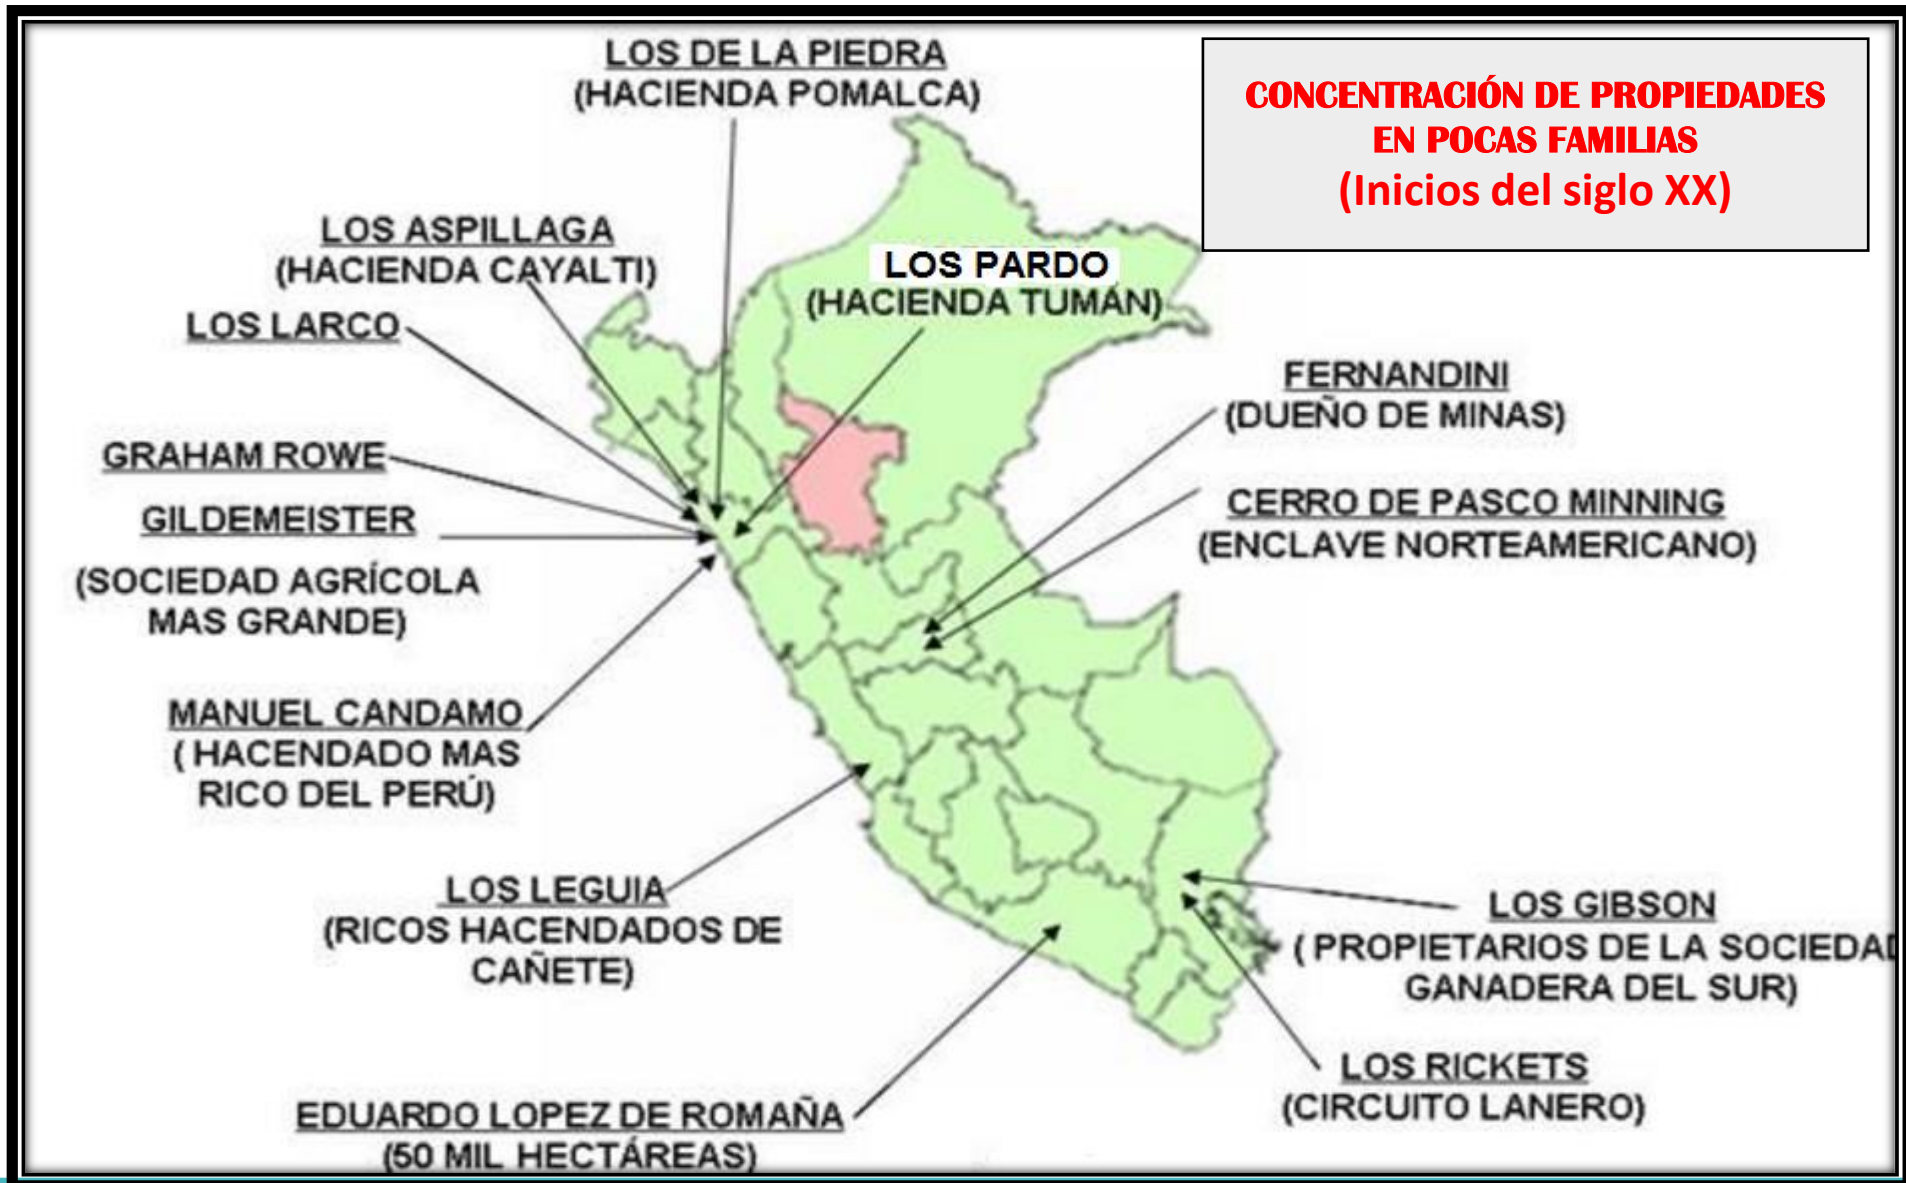 LOS DE LA PIEDRA
(HACIENDA POMALCA)
CONCENTRACIÓN DE PROPIEDADES
EN POCAS FAMILIAS
(Inicios del siglo XX)
LOS ASPILLAGA
(HACIENDA CAYALTI)
LOS PARDO
(HACIENDA TUMÁN)
LOS LARCO
FERNANDINI
(DUEÑO DE MINAS)
GRAHAM ROWE
GILDEMEISTER
(SOCIEDAD AGRÍCOLA
MAS GRANDE)
CERRO DE PASCO MINNING
(ENCLAVE NORTEAMERICANO)
MANUEL CANDAMO
( HACENDADO MAS
RICO DEL PERÚ)
LOS LEGUIA
(RICOS HACENDADOS DE
CAÑETE)
LOS GIBSON
( PROPIETARIOS DE LA SOCIEDAD
GANADERA DEL SUR)
LOS RICKETS
(CIRCUITO LANERO)
EDUARDO LOPEZ DE ROMAÑA
(50 MIL HECTÁREAS)